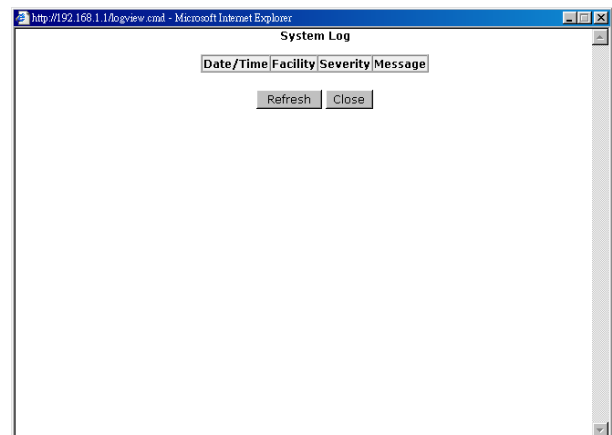 http://192.168.1.1/logview.cmd - Microsoft Internet Explorer
System Log
Date/Time Facility Severity Message
Refresh Close